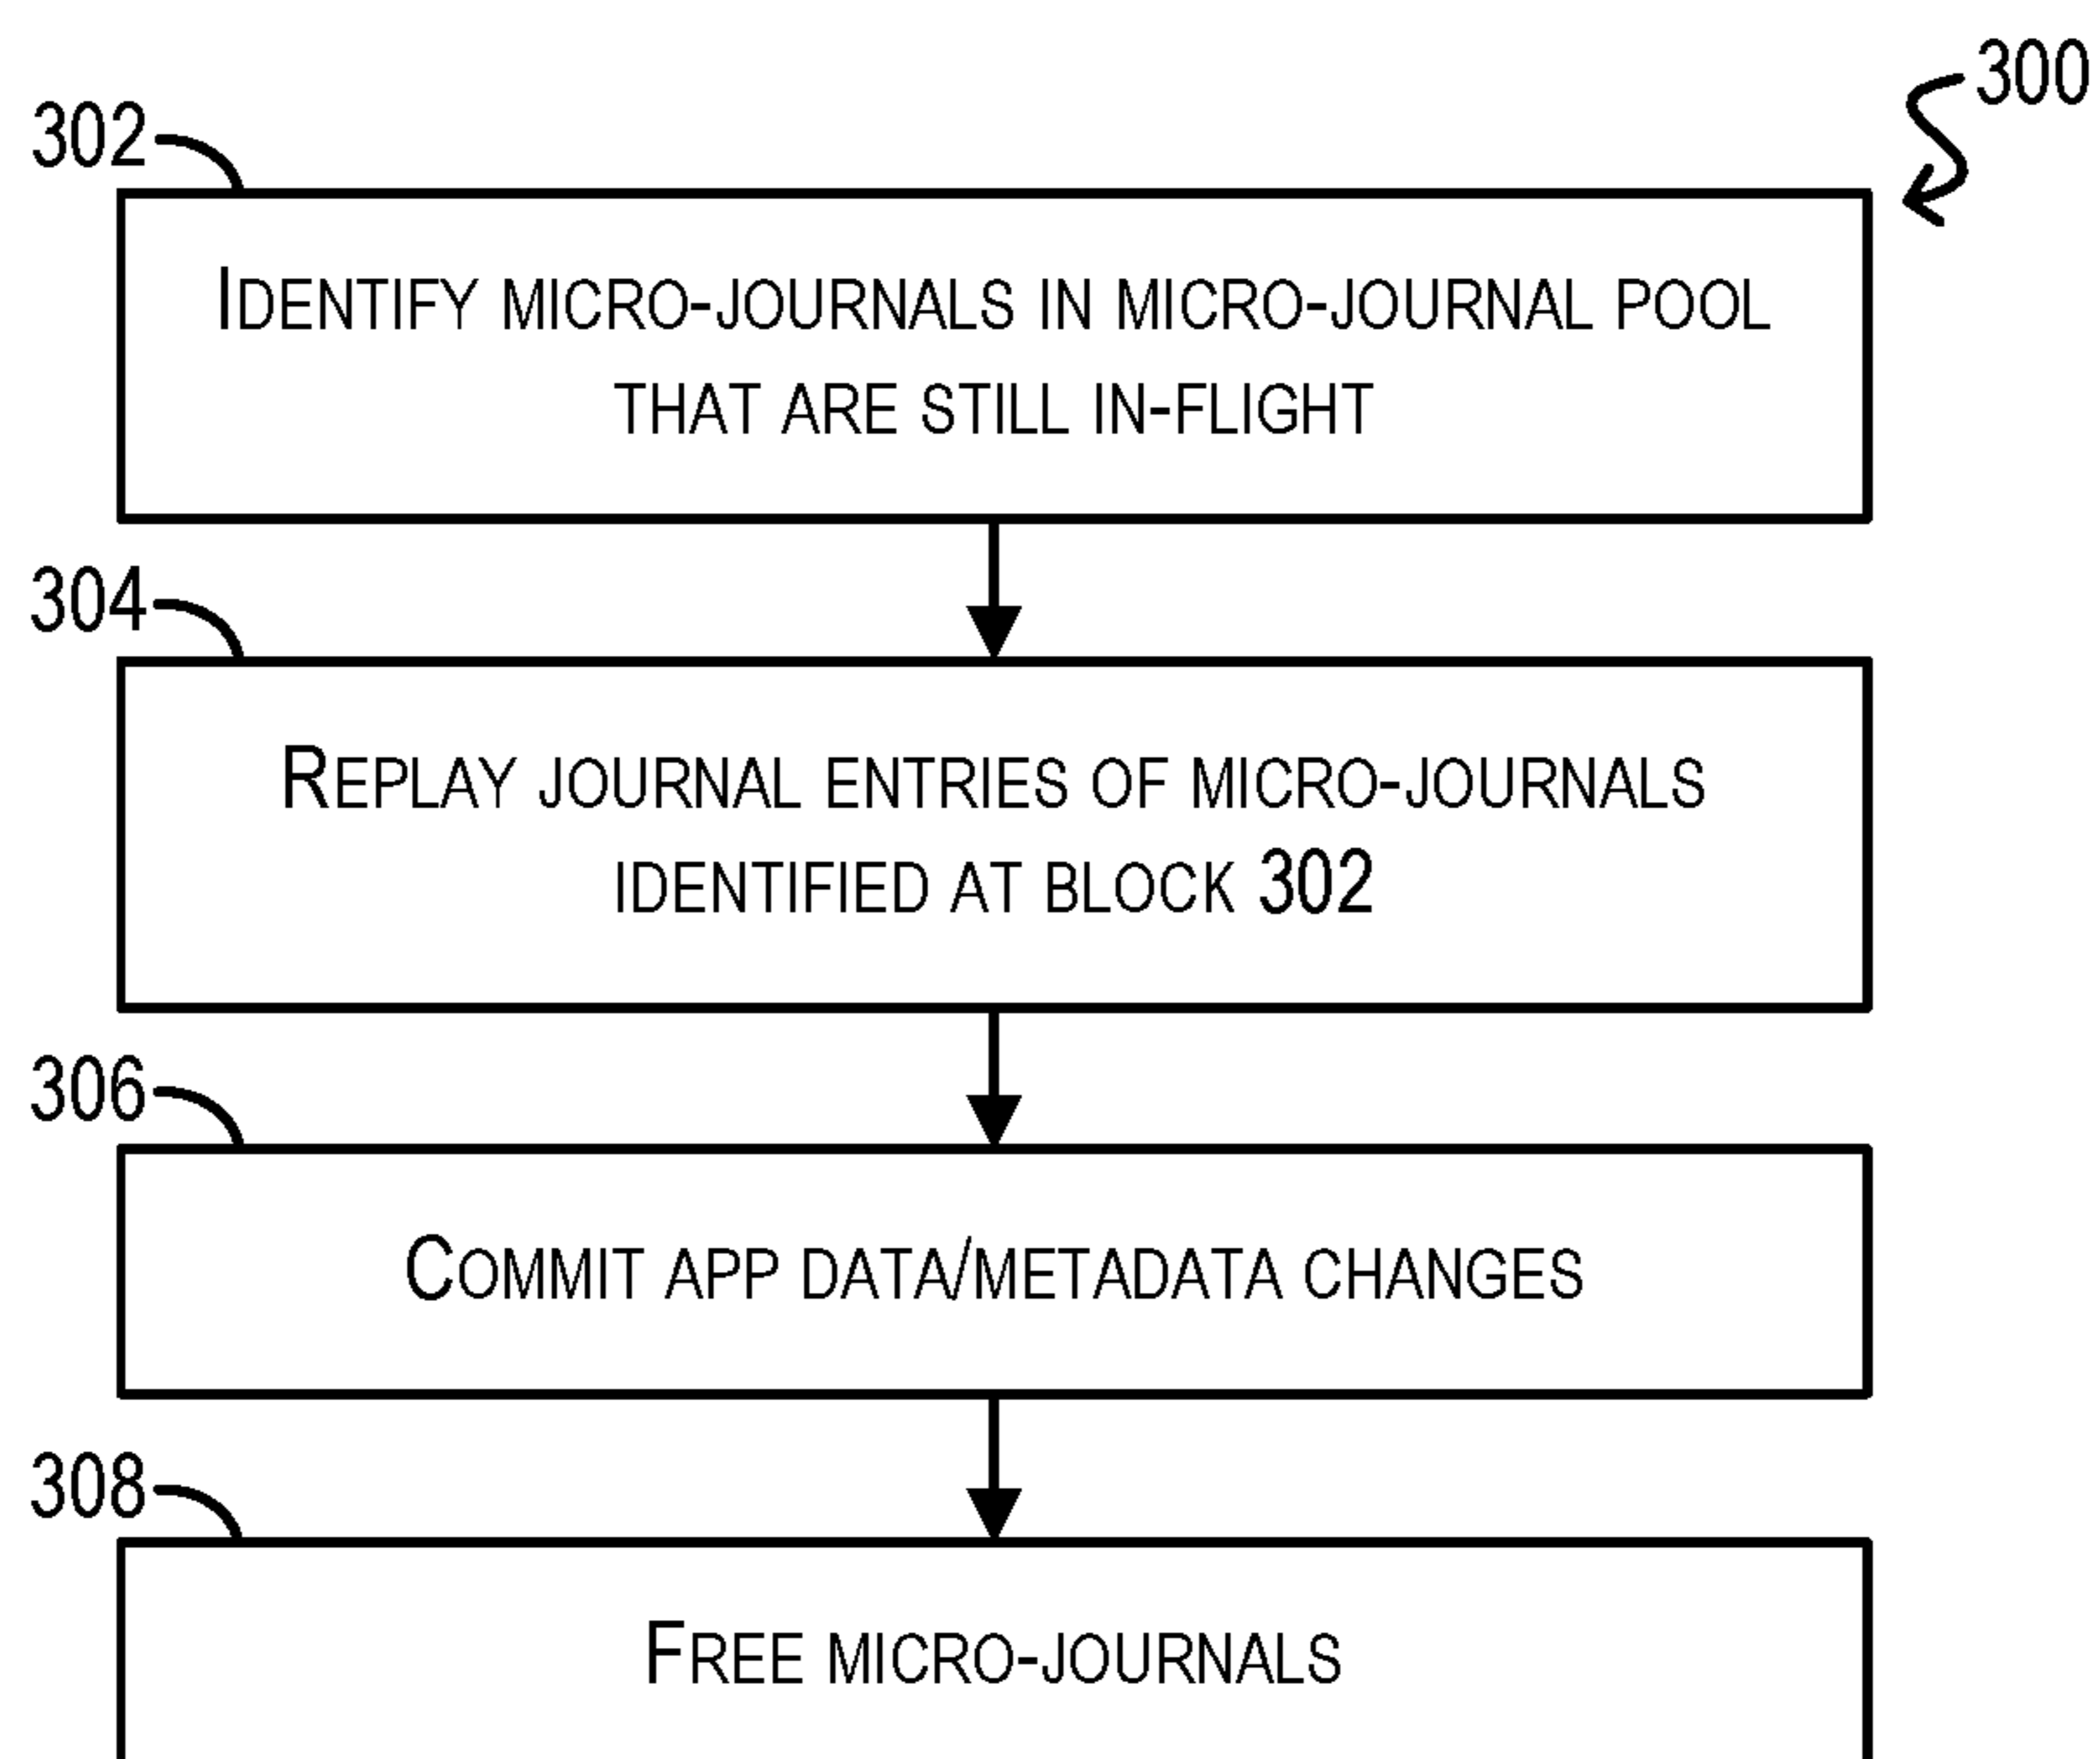 300
302
IDENTIFY MICRO-JOURNALS IN MICRO-JOURNAL POOL
THAT ARE STILL IN-FLIGHT
304
REPLAY JOURNAL ENTRIES OF MICRO-JOURNALS
IDENTIFIED AT BLOCK 302
306
COMMIT APP DATA/METADATA CHANGES
308
FREE MICRO-JOURNALS